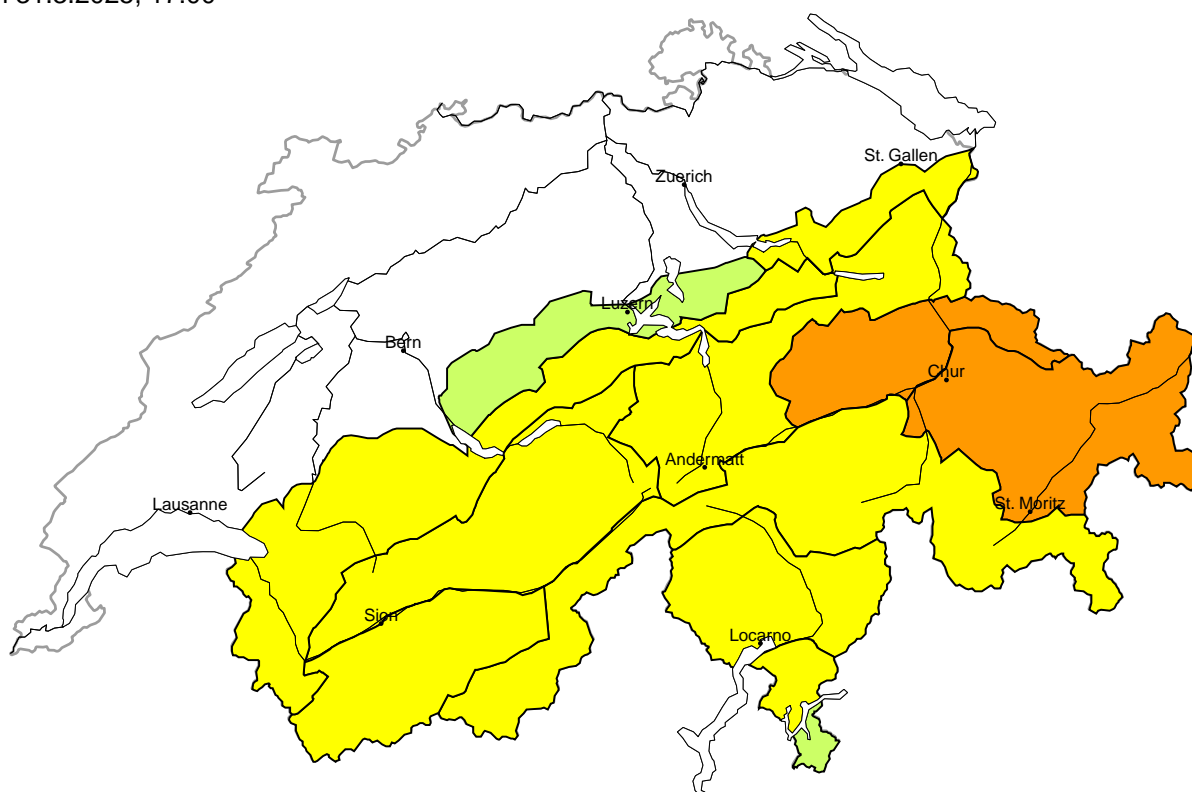 St. Gallen
Zuerich
Luzern
Bern
Chur
Andermatt
Lausanne
St. Moritz
Sion
Locarno